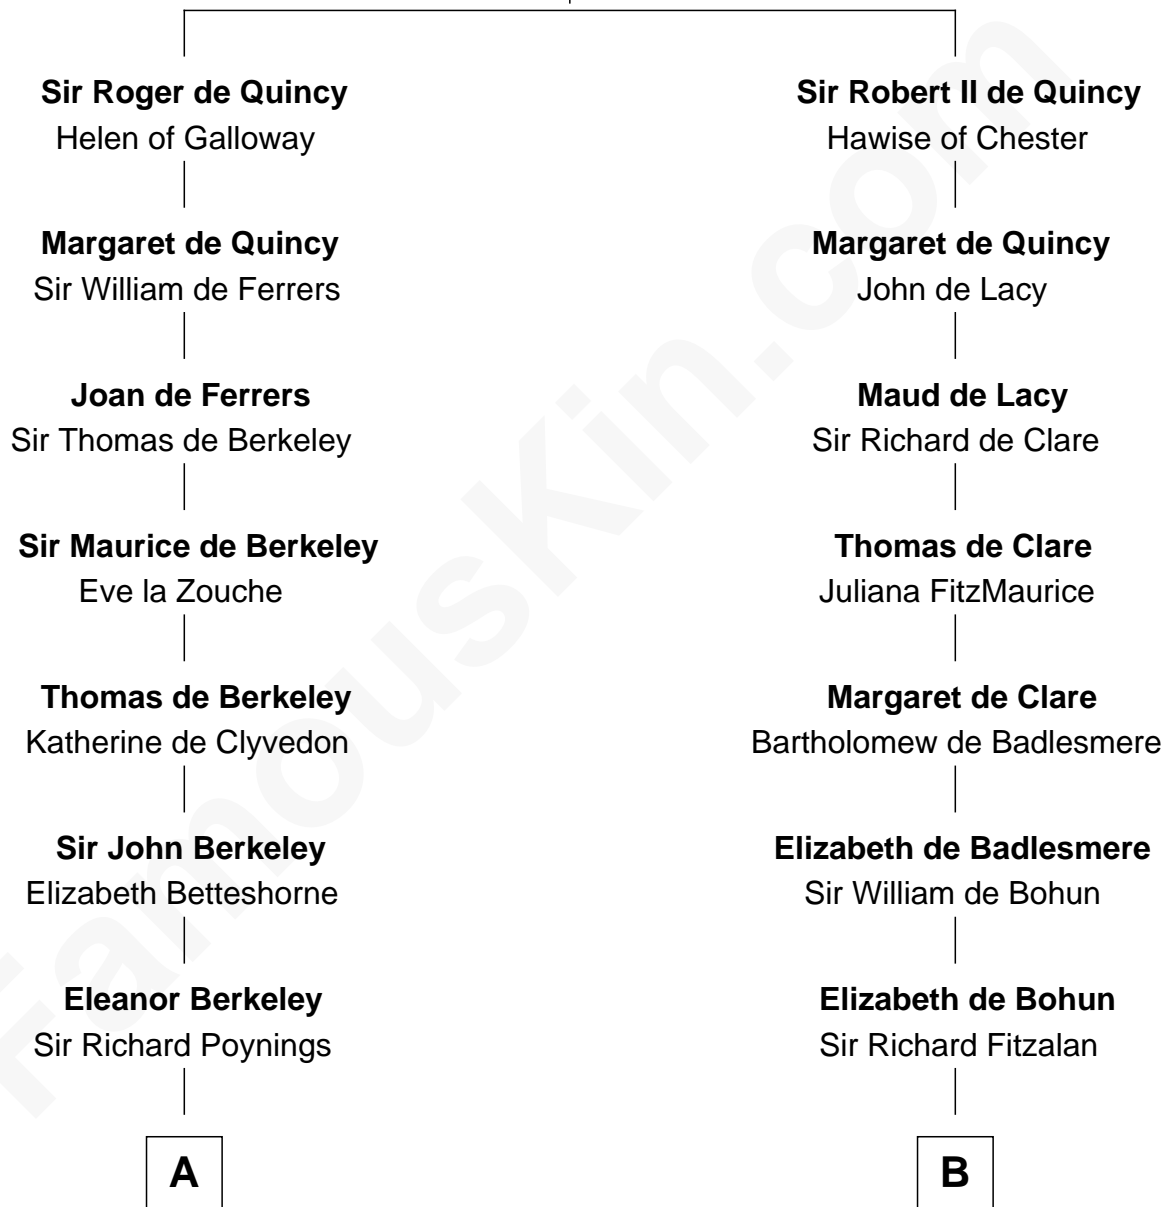 Sir Roger de Quincy
Helen of Galloway
Margaret de Quincy
Sir William de Ferrers
Joan de Ferrers
Sir Thomas de Berkeley
Sir Maurice de Berkeley
Eve la Zouche
Thomas de Berkeley
Katherine de Clyvedon
Sir John Berkeley
Elizabeth Betteshorne
Eleanor Berkeley
Sir Richard Poynings
A
Sir Robert II de Quincy
Hawise of Chester
Margaret de Quincy
John de Lacy
Maud de Lacy
Sir Richard de Clare
Thomas de Clare
Juliana FitzMaurice
Margaret de Clare
Bartholomew de Badlesmere
Elizabeth de Badlesmere
Sir William de Bohun
Elizabeth de Bohun
Sir Richard Fitzalan
B
FamousKin.com